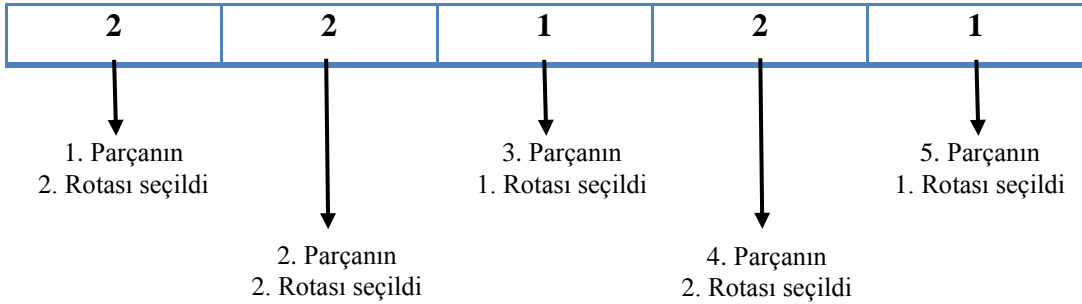 2 2 1 2 1
1. Parçanın
2. Rotası seçildi
3. Parçanın
1. Rotası seçildi
5. Parçanın
1. Rotası seçildi
2. Parçanın
2. Rotası seçildi
4. Parçanın
2. Rotası seçildi